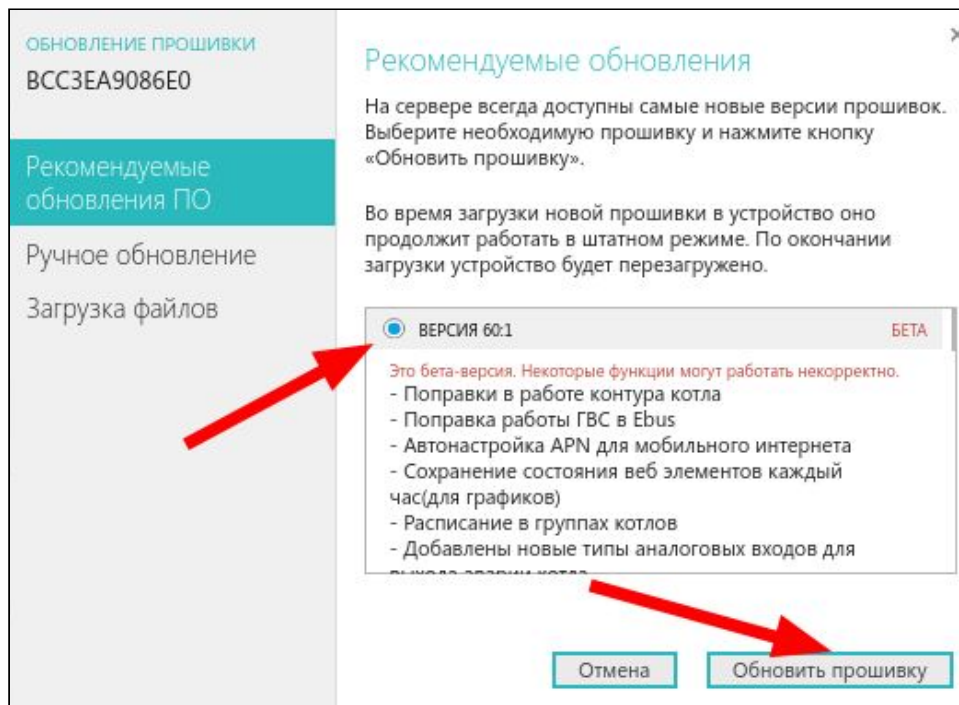 ОБНОВЛЕНИЕ ПРОШИВКИ
BCC3EA9086E0
Рекомендуемые
обновления ПО
Ручное обновление
Загрузка файлов
Рекомендуемые обновления
На сервере всегда доступны самые новые версии прошивок.
Выберите необходимую прошивку и нажмите кнопку
«Обновить прошивку».
Во время загрузки новой прошивки в устройство оно
продолжит работать в штатном режиме. По окончании
загрузки устройство будет перезагружено.
ВЕРСИЯ 60:1 БЕТА
Это бета-версия. Некоторые функции могут работать некорректно.
- Поправки в работе контура котла
- Поправка работы ГВС в Ebus
- Автонастройка APN для мобильного интернета
- Сохранение состояния веб элементов каждый
час(для графиков)
- Расписание в группах котлов
- Добавлены новые типы аналоговых входов для
выхода аварии котла
Отмена Обновить прошивку